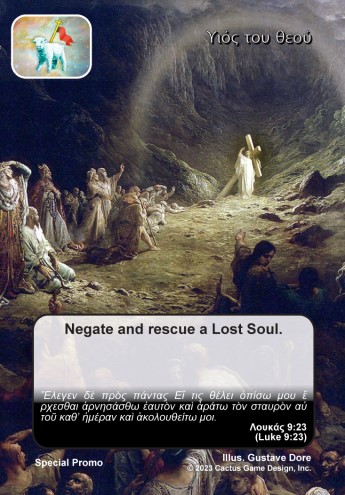 Υιός του θεού
Negate and rescue a Lost Soul.
Ἔλεγεν δὲ πρὸς πάντας Εἴ τις θέλει ὀπίσω μου ἔ
ρχεσθαι ἀρνησάσθω ἑαυτὸν καὶ ἀράτω τὸν σταυρὸν αὐ
τοῦ καθ' ἡμέραν καὶ ἀκολουθείτω μοι.
Λουκάς 9:23
(Luke 9:23)
Illus. Gustave Dore
Special Promo
© 2023 Cactus Game Design, Inc.